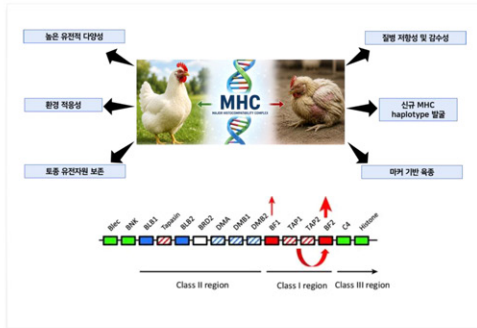 높은 유전적 다양성
질병 저항성 및 감수성
MHC
MAJOR HISTOCOMPATIBILITY COMPLEX
환경 적응성
신규 MHC
haplotype 발굴
토종 유전자원 보존
마커 기반 육종
Blec
BNK
BLB1
Tapasin
BLB2
BRD2
DMA
DMB1
DMB2
BF1
TAP1
TAP2
BF2
C4
Histone
Class II region
Class I region
Class III region